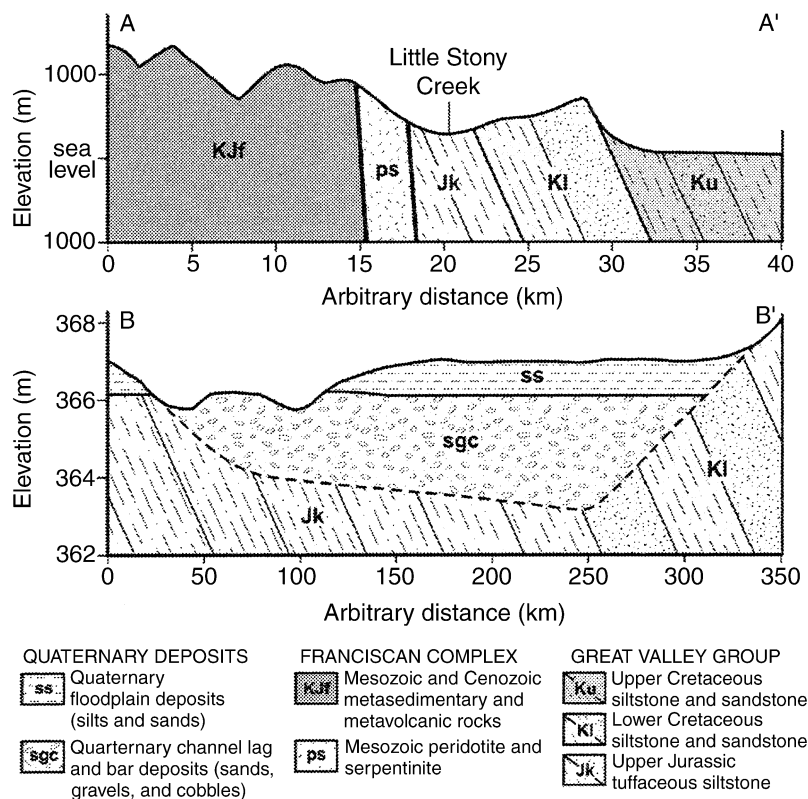 A A'
Little Stony
Creek
Elevation (m)
1000
sea
level
1000
KJf
ps
Jk
Kl
Ku
0 5 10 15 20 25 30 35 40
Arbitrary distance (km)
B B'
Elevation (m)
368
366
364
362
ss
sgc
Jk
Kl
0 50 100 150 200 250 300 350
Arbitrary distance (km)
QUATERNARY DEPOSITS
ss Quaternary
floodplain deposits
(silts and sands)
sgc Quarternary channel lag
and bar deposits (sands,
gravels, and cobbles)
FRANCISCAN COMPLEX
KJf Mesozoic and Cenozoic
metasedimentary and
metavolcanic rocks
ps Mesozoic peridotite and
serpentinite
GREAT VALLEY GROUP
Ku Upper Cretaceous
siltstone and sandstone
Kl Lower Cretaceous
siltstone and sandstone
Jk Upper Jurassic
tuffaceous siltstone